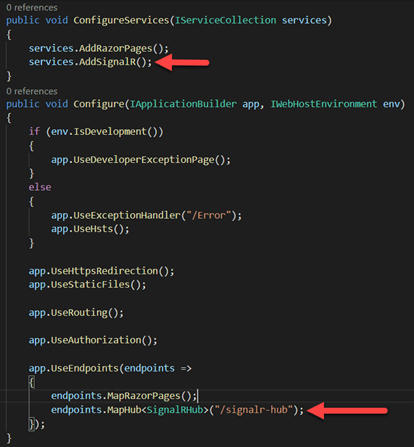 0 references
public void ConfigureServices(IServiceCollection services)
{
services.AddRazorPages();
services.AddSignalR();
}
0 references
public void Configure(IApplicationBuilder app, IWebHostEnvironment env)
{
if (env.IsDevelopment())
{
app.UseDeveloperExceptionPage();
}
else
{
app.UseExceptionHandler("/Error");
app.UseHsts();
}
app.UseHttpsRedirection();
app.UseStaticFiles();
app.UseRouting();
app.UseAuthorization();
app.UseEndpoints(endpoints =>
{
endpoints.MapRazorPages();
endpoints.MapHub<SignalRHub>("/signalr-hub");
});
}